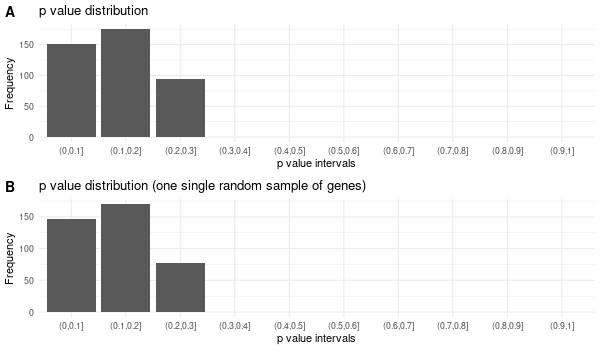 A p value distribution
Frequency
150
100
50
0
(0,0.1] (0.1,0.2] (0.2,0.3] (0.3,0.4] (0.4,0.5] (0.5,0.6] (0.6,0.7] (0.7,0.8] (0.8,0.9] (0.9,1]
p value intervals
B p value distribution (one single random sample of genes)
Frequency
150
100
50
0
(0,0.1] (0.1,0.2] (0.2,0.3] (0.3,0.4] (0.4,0.5] (0.5,0.6] (0.6,0.7] (0.7,0.8] (0.8,0.9] (0.9,1]
p value intervals